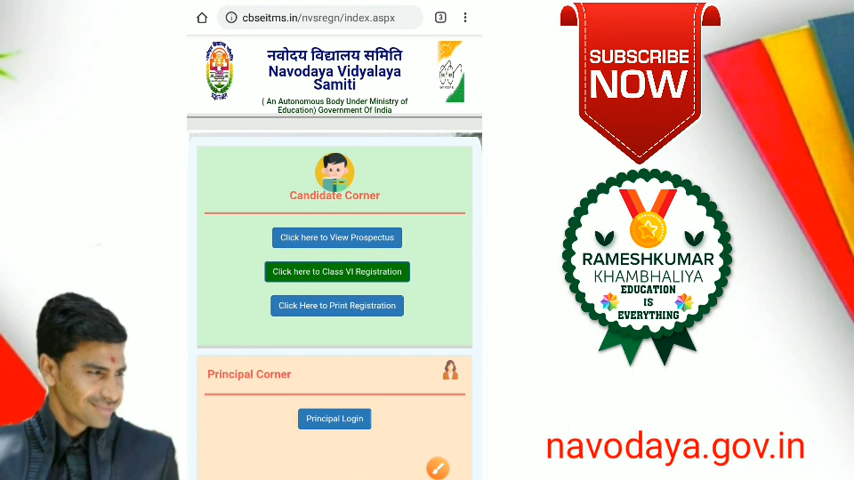 cbseitms.in/nvsregn/index.aspx
3
नवोदय विद्यालय समिति
Navodaya Vidyalaya
Samiti
( An Autonomous Body Under Ministry of
Education) Government Of India
Candidate Corner
Click here to View Prospectus
Click here to Class VI Registration
Click Here to Print Registration
Principal Corner
Principal Login
SUBSCRIBE
NOW
RAMESHKUMAR
KHAMBHALIYA
EDUCATION
IS
EVERYTHING
navodaya.gov.in